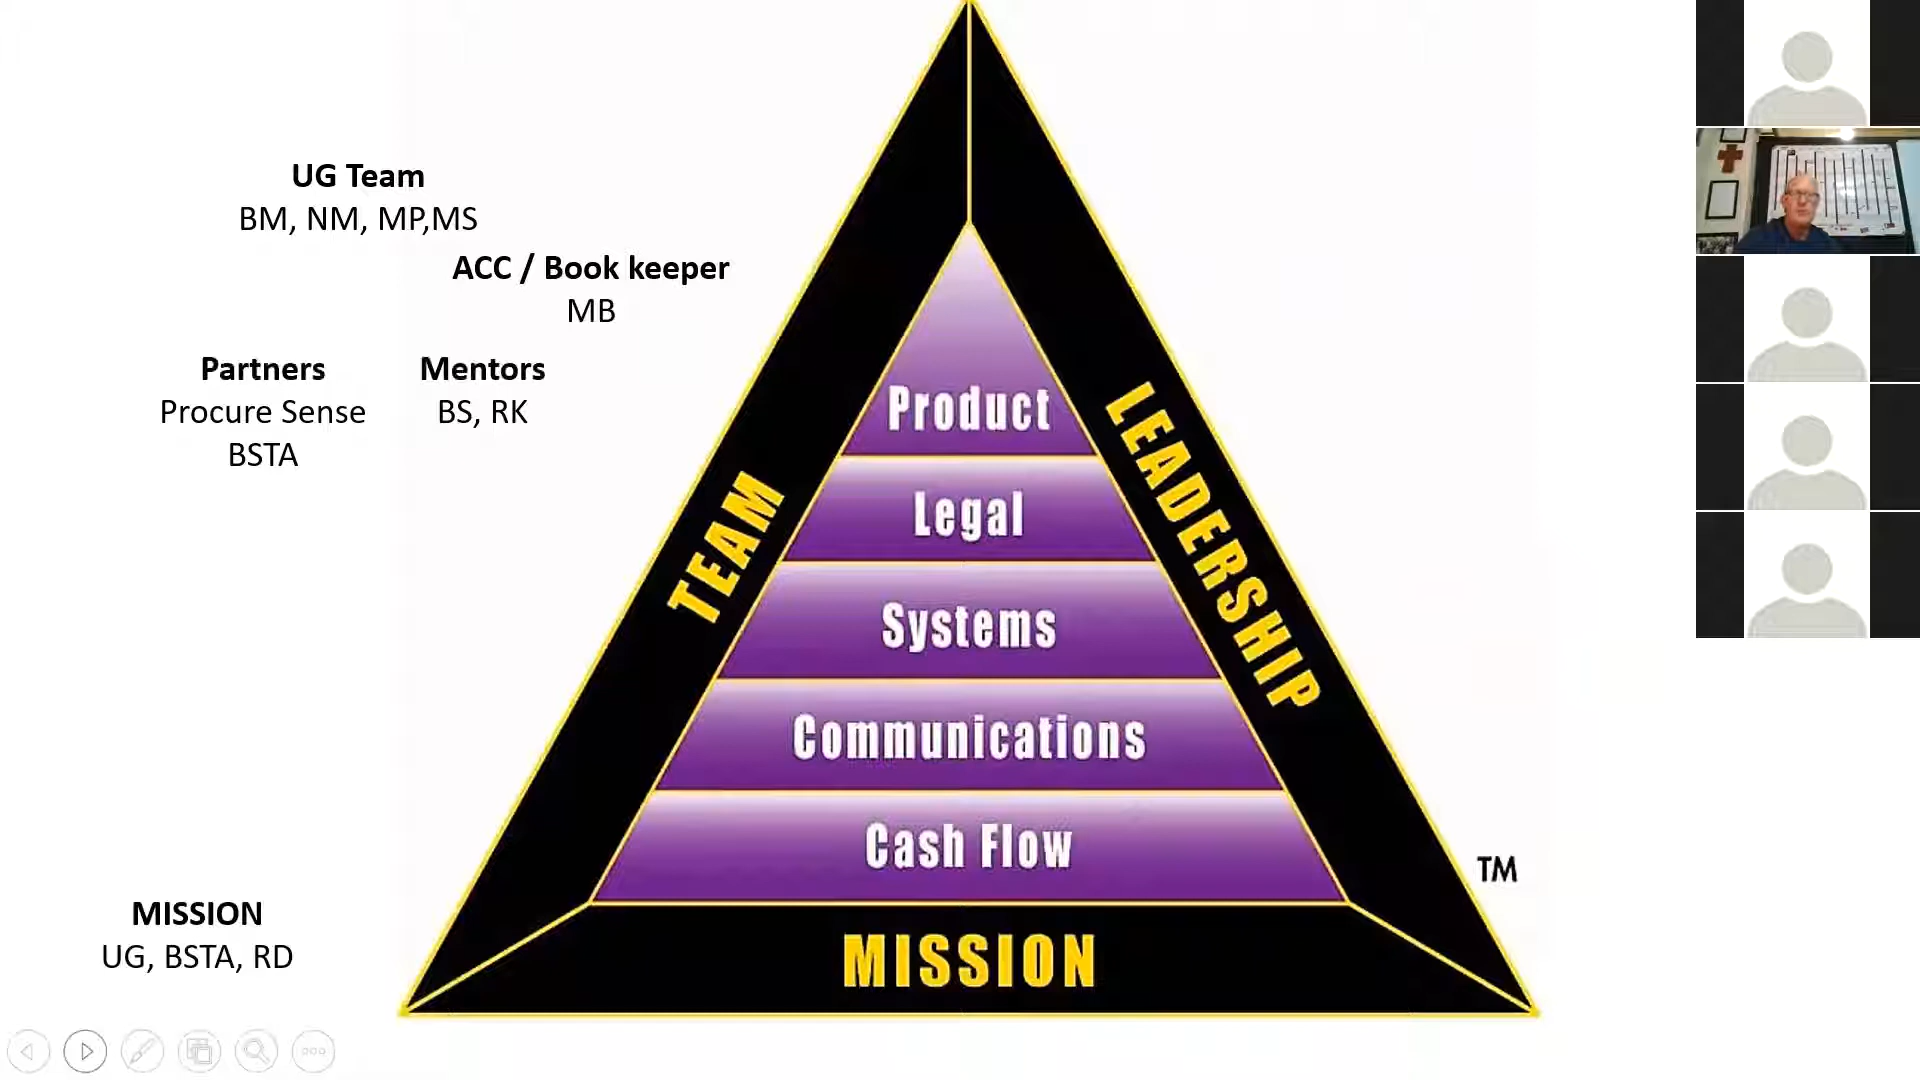 UG Team
BM, NM, MP,MS
ACC / Book keeper
MB
Partners
Procure Sense
BSTA
Mentors
BS, RK
MISSION
UG, BSTA, RD
TEAM
LEADERSHIP
Product
Legal
Systems
Communications
Cash Flow
MISSION
TM